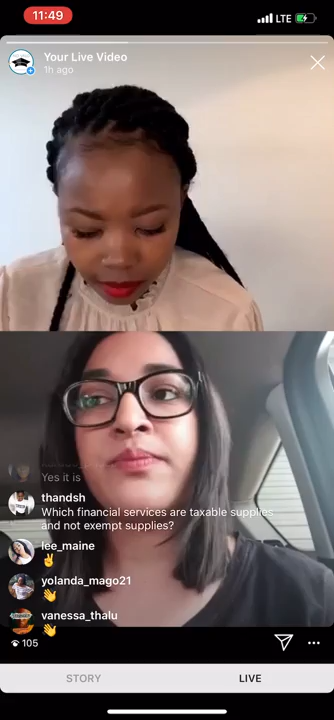 11:49
LTE
Your Live Video
1h ago
Yes it is
thandsh
Which financial services are taxable supplies
and not exempt supplies?
lee_maine
✌
yolanda_mago21
👋
vanessa_thalu
👋
105
STORY
LIVE